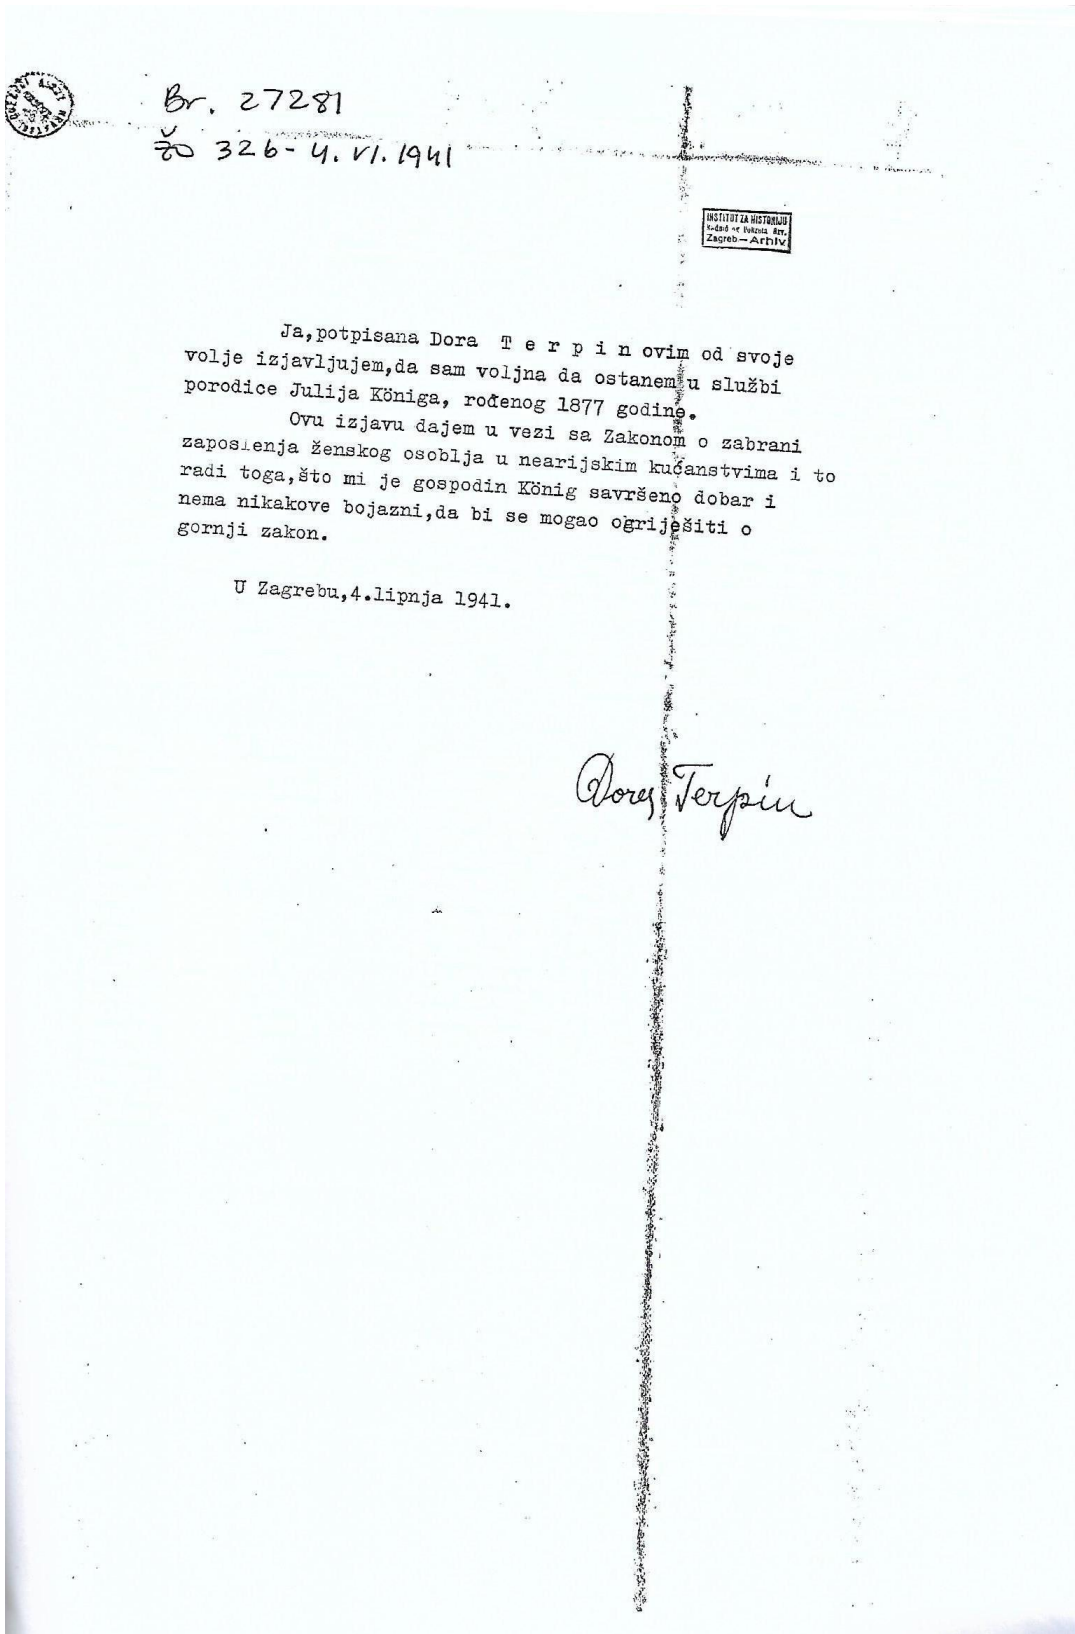 Br. 27281
ŽO 326 - 4. VI. 1941
INSTITUT ZA HISTORIJU
Zagreb — Arhiv
Ja,potpisana Dora T e r p i n ovim od svoje
volje izjavljujem,da sam voljna da ostanem u službi
porodice Julija Königa, rođenog 1877 godine.
Ovu izjavu dajem u vezi sa Zakonom o zabrani
zaposlenja ženskog osoblja u nearijskim kućanstvima i to
radi toga,što mi je gospodin König savršeno dobar i
nema nikakove bojazni,da bi se mogao ogriješiti o
gornji zakon.
U Zagrebu,4.lipnja 1941.
Dora Terpin